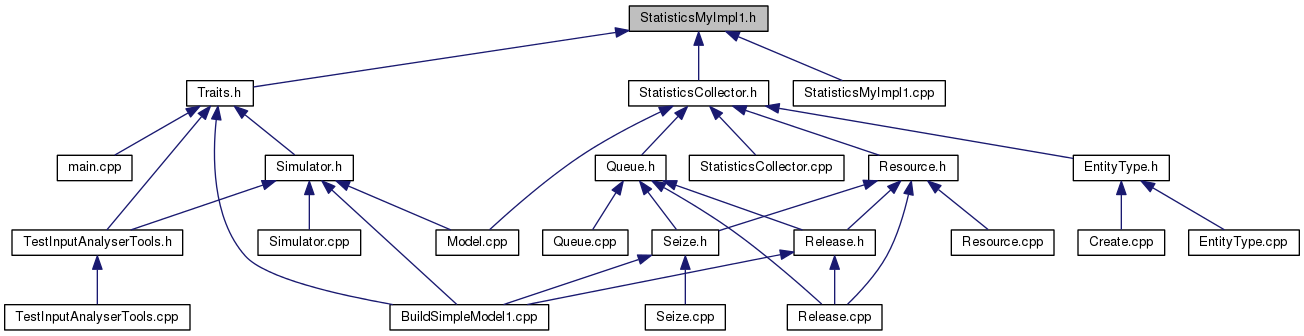 StatisticsMyImpl1.h
Traits.h
StatisticsCollector.h
StatisticsMyImpl1.cpp
main.cpp
Simulator.h
Queue.h
StatisticsCollector.cpp
Resource.h
EntityType.h
TestInputAnalyserTools.h
Simulator.cpp
Model.cpp
Queue.cpp
Seize.h
Release.h
Resource.cpp
Create.cpp
EntityType.cpp
TestInputAnalyserTools.cpp
BuildSimpleModel1.cpp
Seize.cpp
Release.cpp